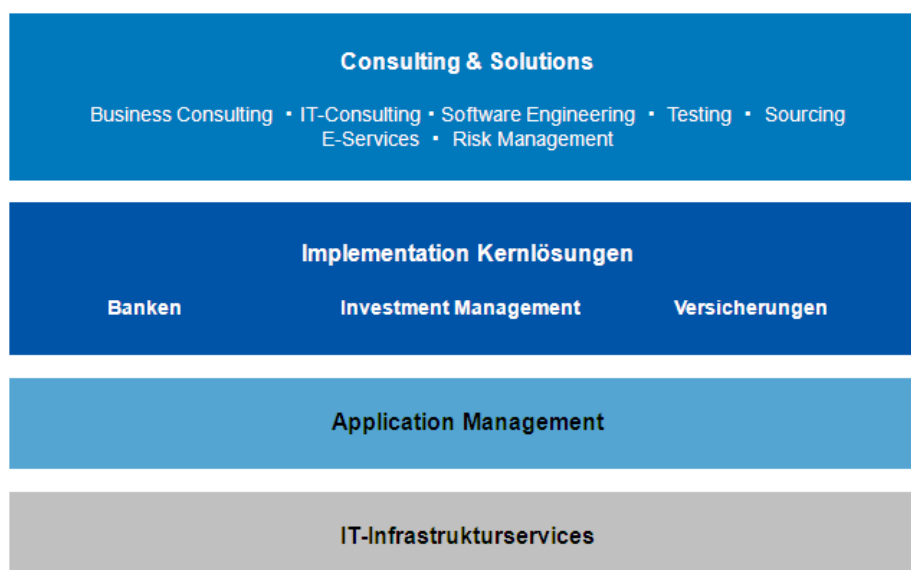 Consulting & Solutions
Business Consulting ▪ IT-Consulting ▪ Software Engineering ▪ Testing ▪ Sourcing
E-Services ▪ Risk Management
Implementation Kernlösungen
Banken Investment Management Versicherungen
Application Management
IT-Infrastrukturservices